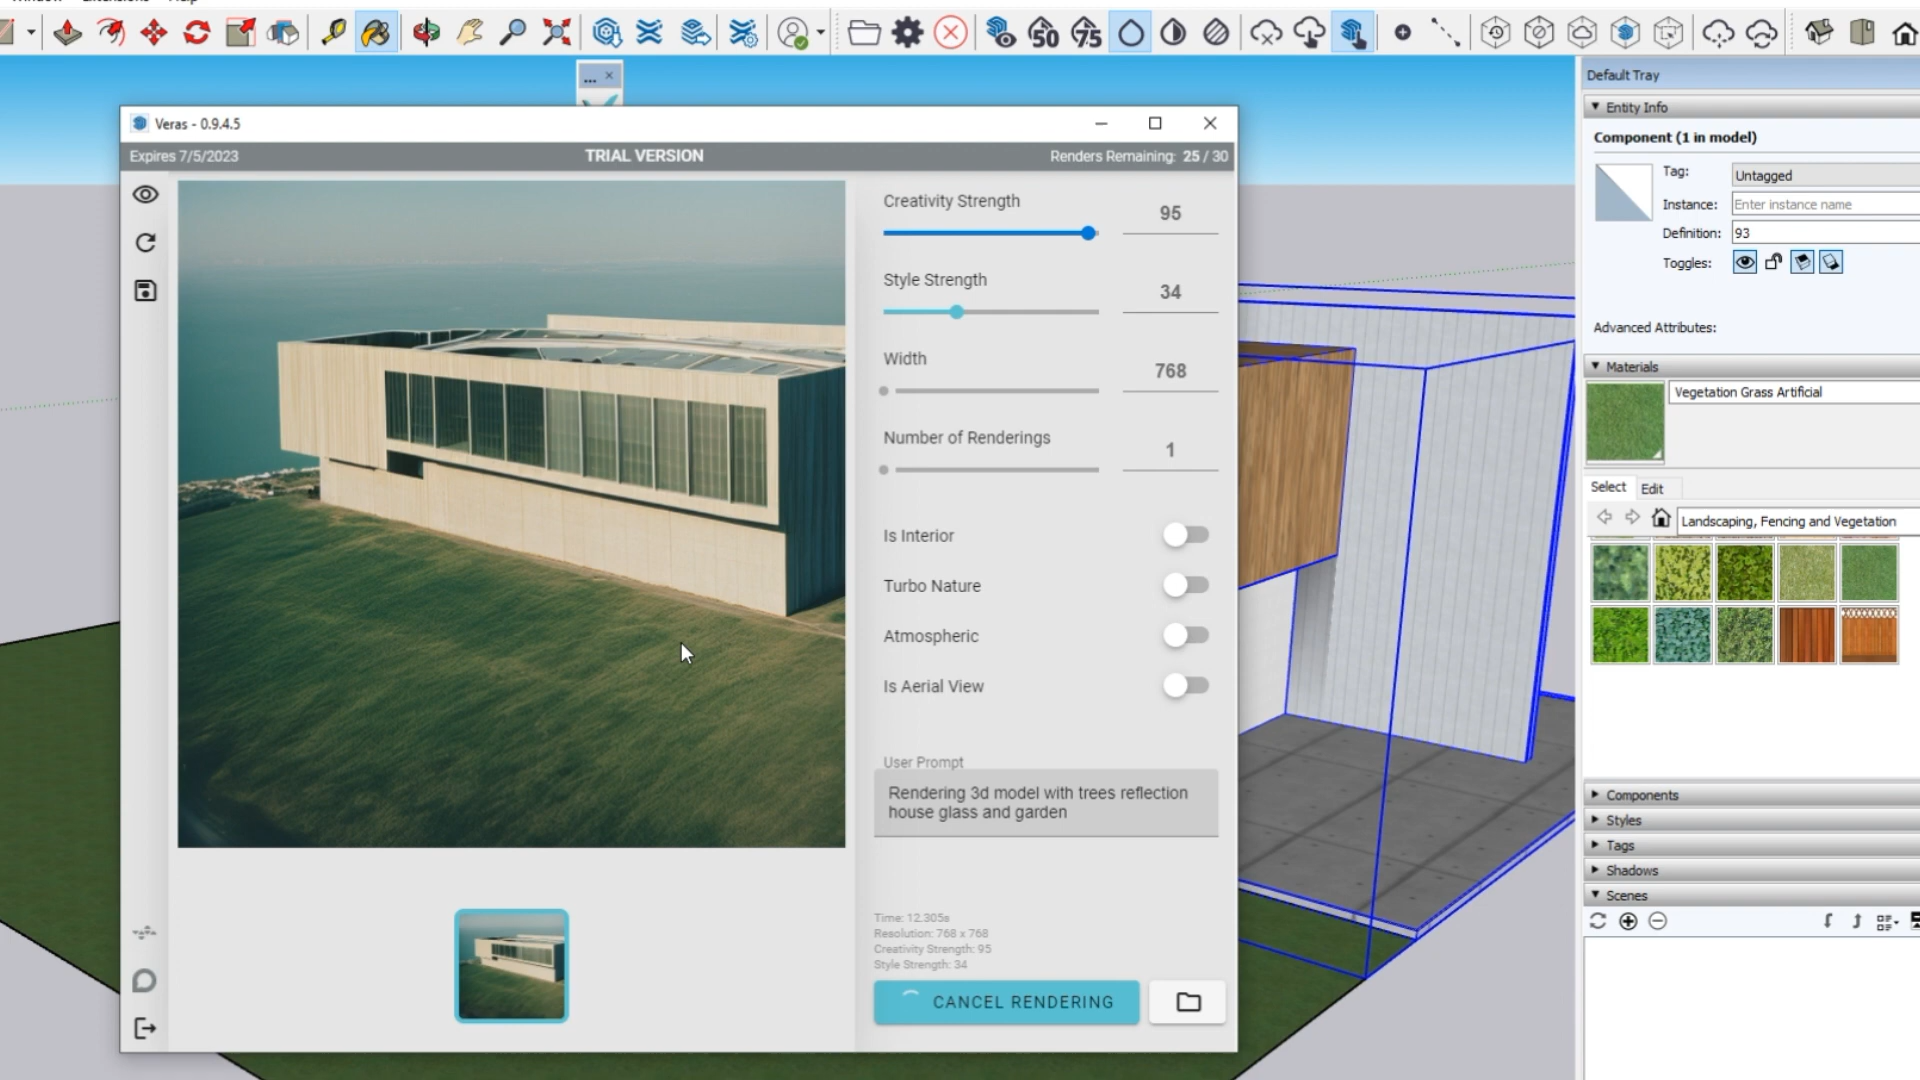 Veras - 0.9.4.5
Expires 7/5/2023
TRIAL VERSION
Renders Remaining: 25 / 30
Creativity Strength
95
Style Strength
34
Width
768
Number of Renderings
1
Is Interior
Turbo Nature
Atmospheric
Is Aerial View
User Prompt
Rendering 3d model with trees reflection
house glass and garden
Time: 12.305s
Resolution: 768 x 768
Creativity Strength: 95
Style Strength: 34
CANCEL RENDERING
50
75
Default Tray
Entity Info
Component (1 in model)
Tag:
Untagged
Instance:
Enter instance name
Definition:
93
Toggles:
Advanced Attributes:
Materials
Vegetation Grass Artificial
Select
Edit
Landscaping, Fencing and Vegetation
Components
Styles
Tags
Shadows
Scenes